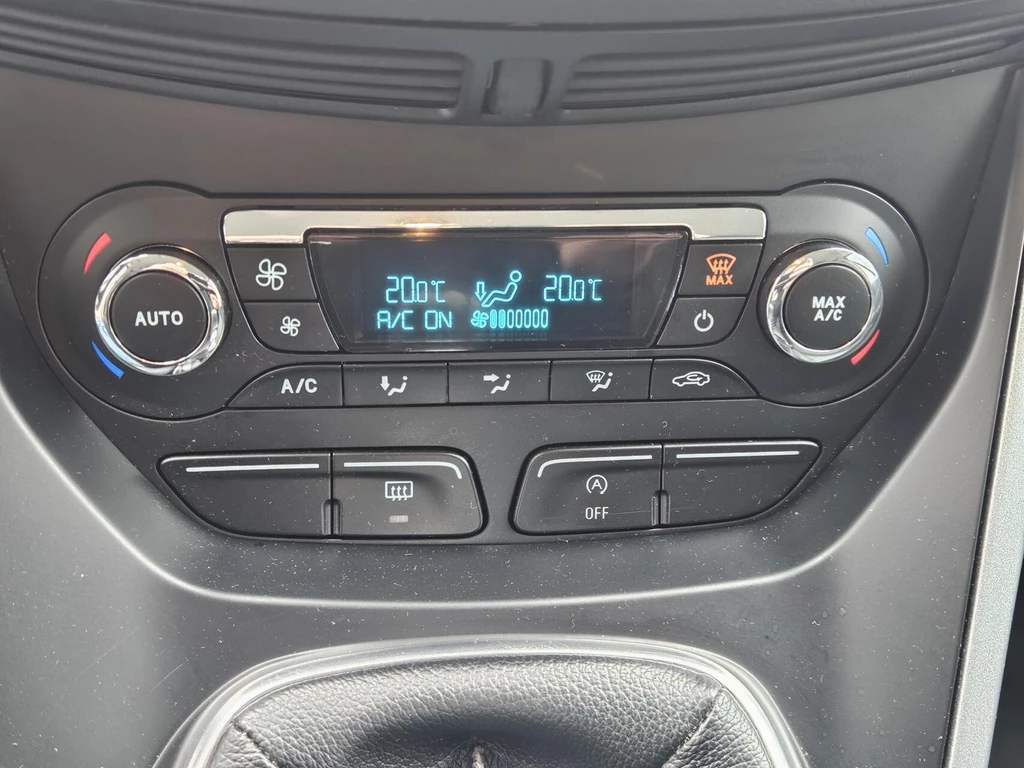 20.0°C 20.0°C
A/C ON
AUTO
MAX
MAX
A/C
A/C
A
OFF